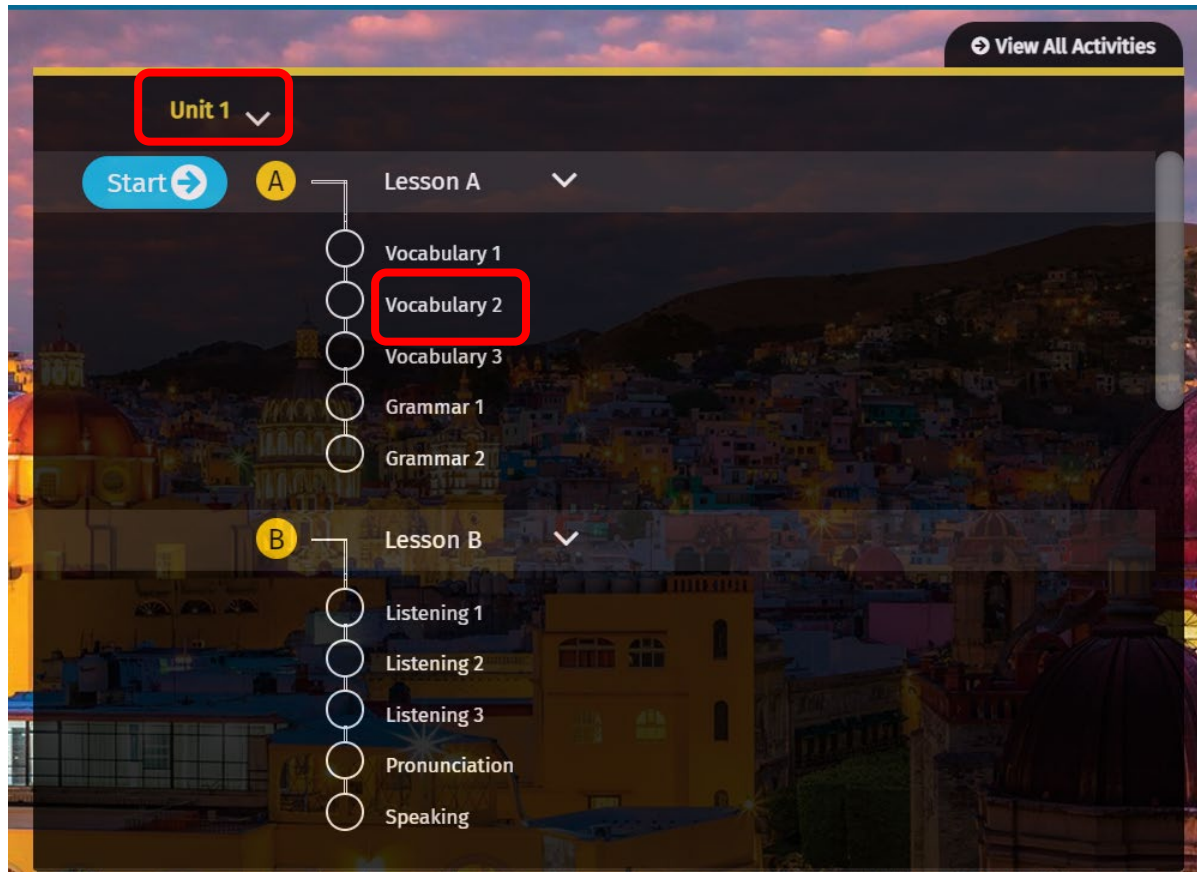 View All Activities
Unit 1
Start
A
Lesson A
Vocabulary 1
Vocabulary 2
Vocabulary 3
Grammar 1
Grammar 2
B
Lesson B
Listening 1
Listening 2
Listening 3
Pronunciation
Speaking